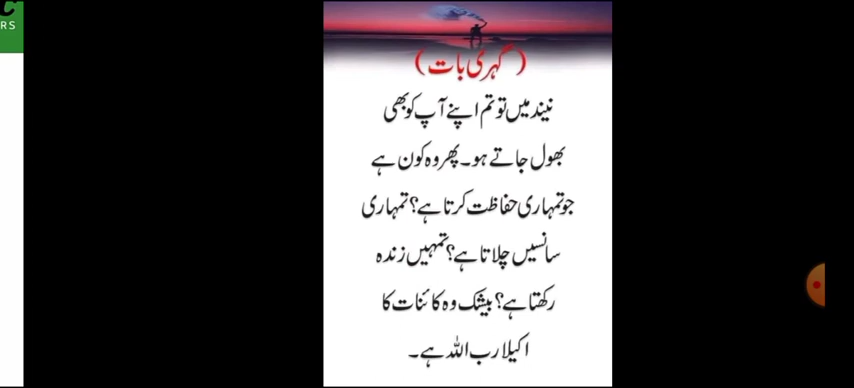 RS
(گہری بات)
نیند میں تو تم اپنے آپ کو بھی
بھول جاتے ہو۔ پھر وہ کون ہے
جو تمہاری حفاظت کرتا ہے؟ تمہاری
سانسیں چلاتا ہے؟ تمہیں زندہ
رکھتا ہے؟ بیشک وہ کائنات کا
اکیلا رب اللہ ہے۔